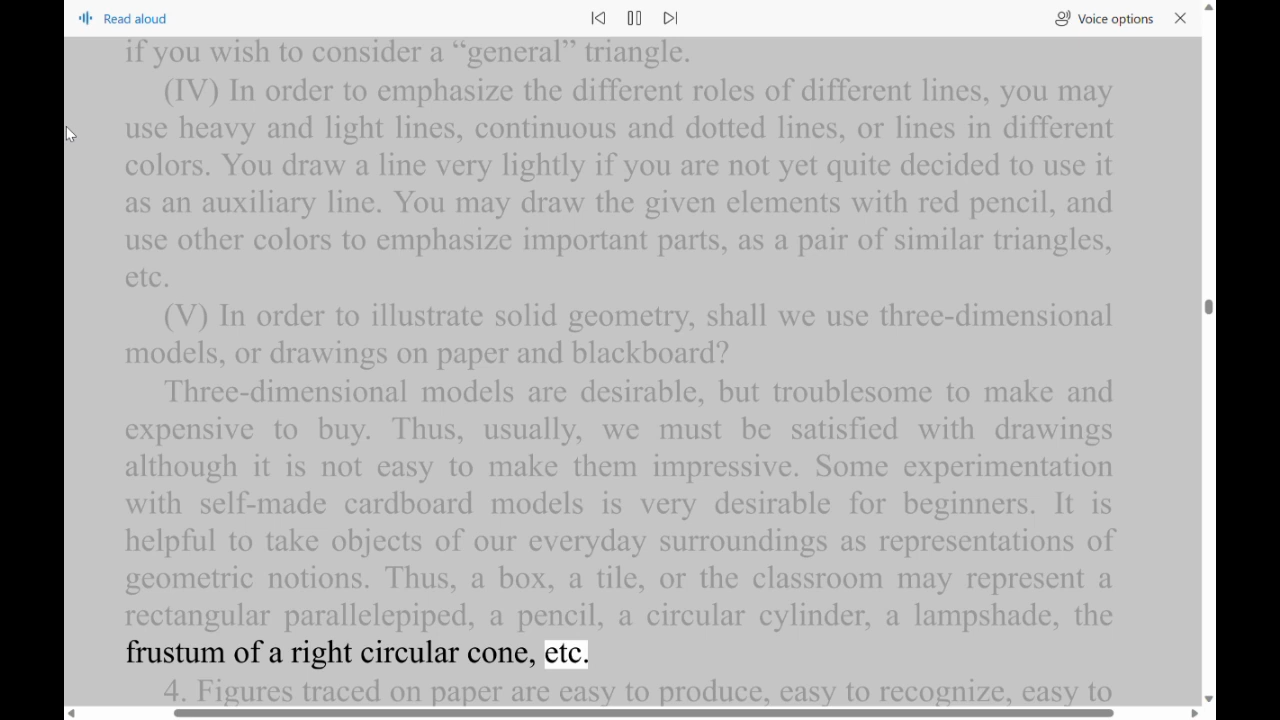 Read aloud
Voice options
if you wish to consider a “general” triangle.
(IV) In order to emphasize the different roles of different lines, you may
use heavy and light lines, continuous and dotted lines, or lines in different
colors. You draw a line very lightly if you are not yet quite decided to use it
as an auxiliary line. You may draw the given elements with red pencil, and
use other colors to emphasize important parts, as a pair of similar triangles,
etc.
(V) In order to illustrate solid geometry, shall we use three-dimensional
models, or drawings on paper and blackboard?
Three-dimensional models are desirable, but troublesome to make and
expensive to buy. Thus, usually, we must be satisfied with drawings
although it is not easy to make them impressive. Some experimentation
with self-made cardboard models is very desirable for beginners. It is
helpful to take objects of our everyday surroundings as representations of
geometric notions. Thus, a box, a tile, or the classroom may represent a
rectangular parallelepiped, a pencil, a circular cylinder, a lampshade, the
frustum of a right circular cone, etc.
4. Figures traced on paper are easy to produce, easy to recognize, easy to